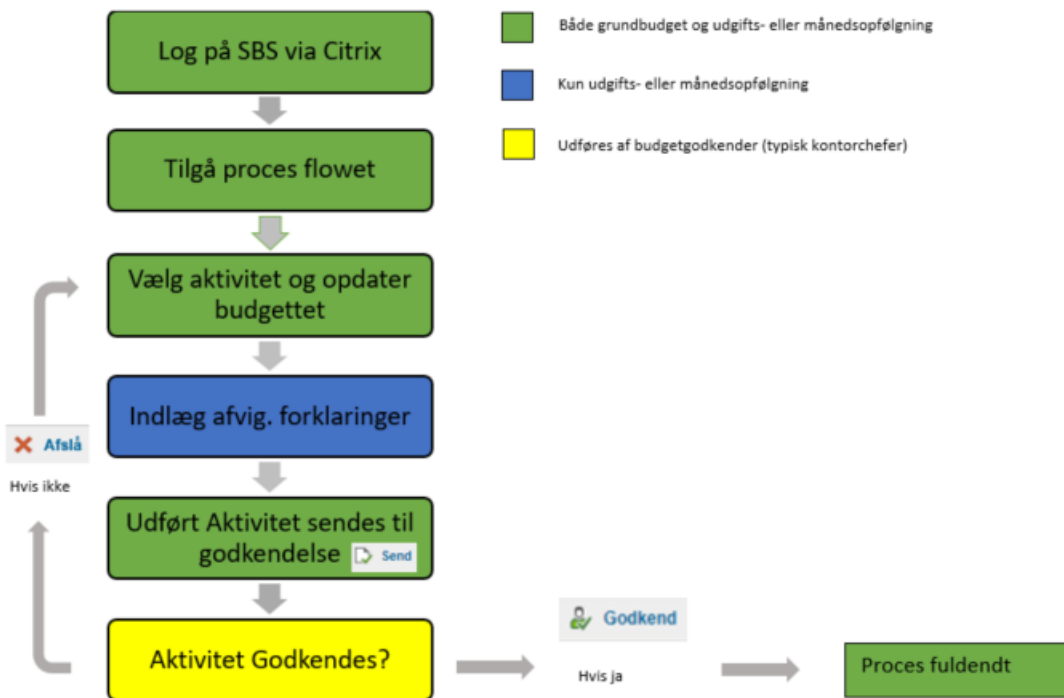 Log på SBS via Citrix
Både grundbudget og udgifts- eller månedsopfølgning
Kun udgifts- eller månedsopfølgning
Udføres af budgetgodkender (typisk kontorchefer)
Tilgå proces flowet
Vælg aktivitet og opdater
budgettet
Indlæg afvig. forklaringer
Afslå
Hvis ikke
Udført Aktivitet sendes til
godkendelse Send
Aktivitet Godkendes?
Godkend
Hvis ja
Proces fuldendt